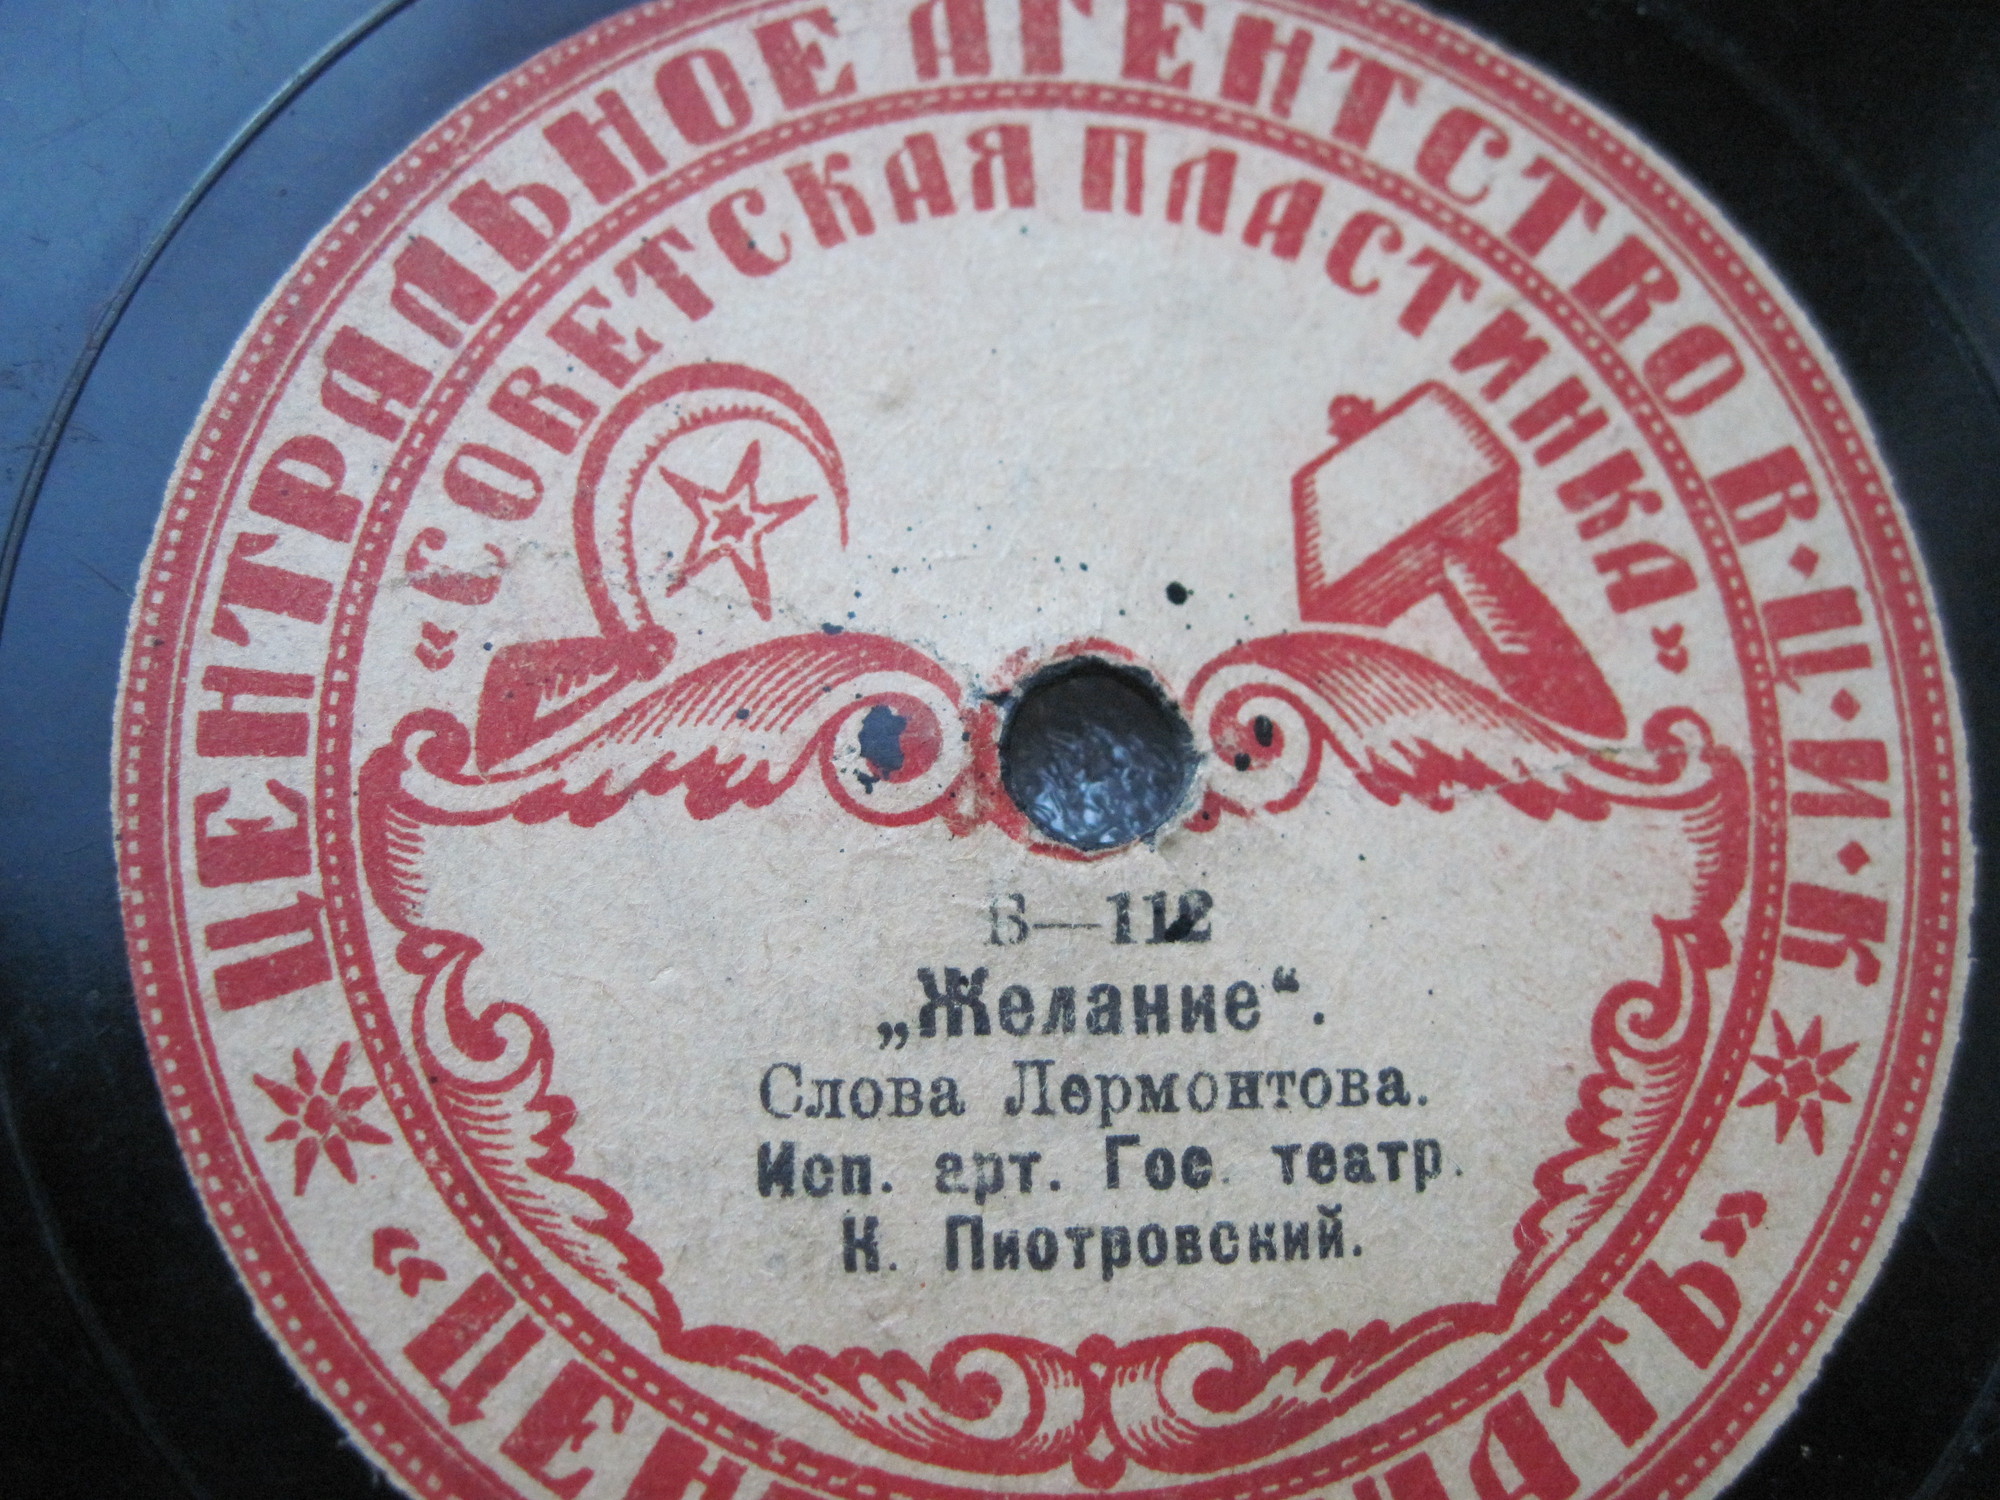 ЦЕНТРАЛЬНОЕ АГЕНТСТВО В·Ц·И·К
«СОВЕТСКАЯ ПЛАСТИНКА»
В—112
„Желание“.
Слова Лермонтова.
Исп. арт. Гос. театр.
К. Пиотровский.